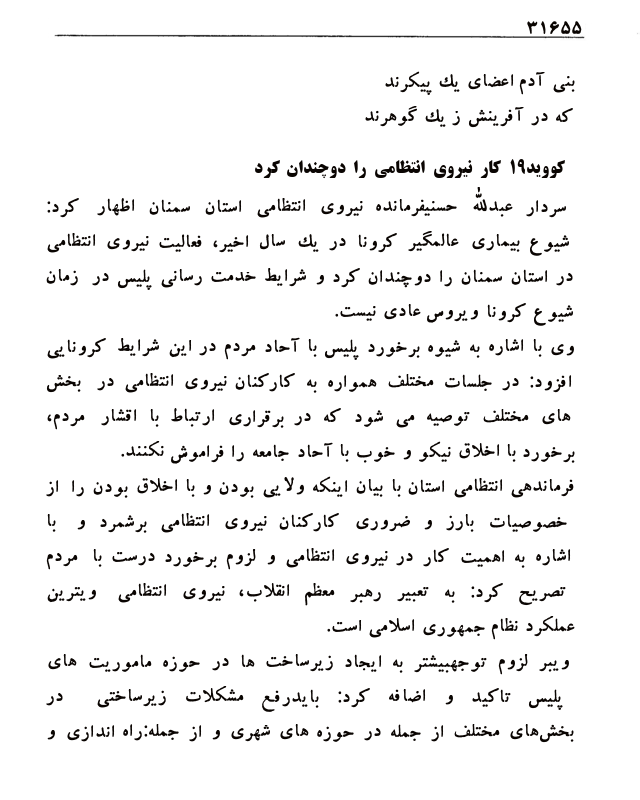 ۳۱۶۵۵
بنی آدم اعضای یك پیکرند
که در آفرینش ز یك گوهرند
کووید۱۹ کار نیروی انتظامی را دوچندان کرد
سردار عبدالله حسنیفرمانده نیروی انتظامی استان سمنان اظهار کرد:
شیوع بیماری عالمگیر کرونا در یك سال اخیر، فعالیت نیروی انتظامی
در استان سمنان را دوچندان کرد و شرایط خدمت رسانی پلیس در زمان
شیوع کرونا ویروس عادی نیست.
وی با اشاره به شیوه برخورد پلیس با آحاد مردم در این شرایط کرونایی
افزود: در جلسات مختلف همواره به کارکنان نیروی انتظامی در بخش
های مختلف توصیه می شود که در برقراری ارتباط با اقشار مردم،
برخورد با اخلاق نیکو و خوب با آحاد جامعه را فراموش نکنند.
فرماندهی انتظامی استان با بیان اینکه ولایی بودن و با اخلاق بودن را از
خصوصیات بارز و ضروری کارکنان نیروی انتظامی برشمرد و با
اشاره به اهمیت کار در نیروی انتظامی و لزوم برخورد درست با مردم
تصریح کرد: به تعبیر رهبر معظم انقلاب، نیروی انتظامی ویترین
عملکرد نظام جمهوری اسلامی است.
ویبر لزوم توجهبیشتر به ایجاد زیرساخت ها در حوزه ماموریت های
پلیس تاکید و اضافه کرد: بایدرفع مشکلات زیرساختی در
بخش‌های مختلف از جمله در حوزه های شهری و از جمله:راه اندازی و